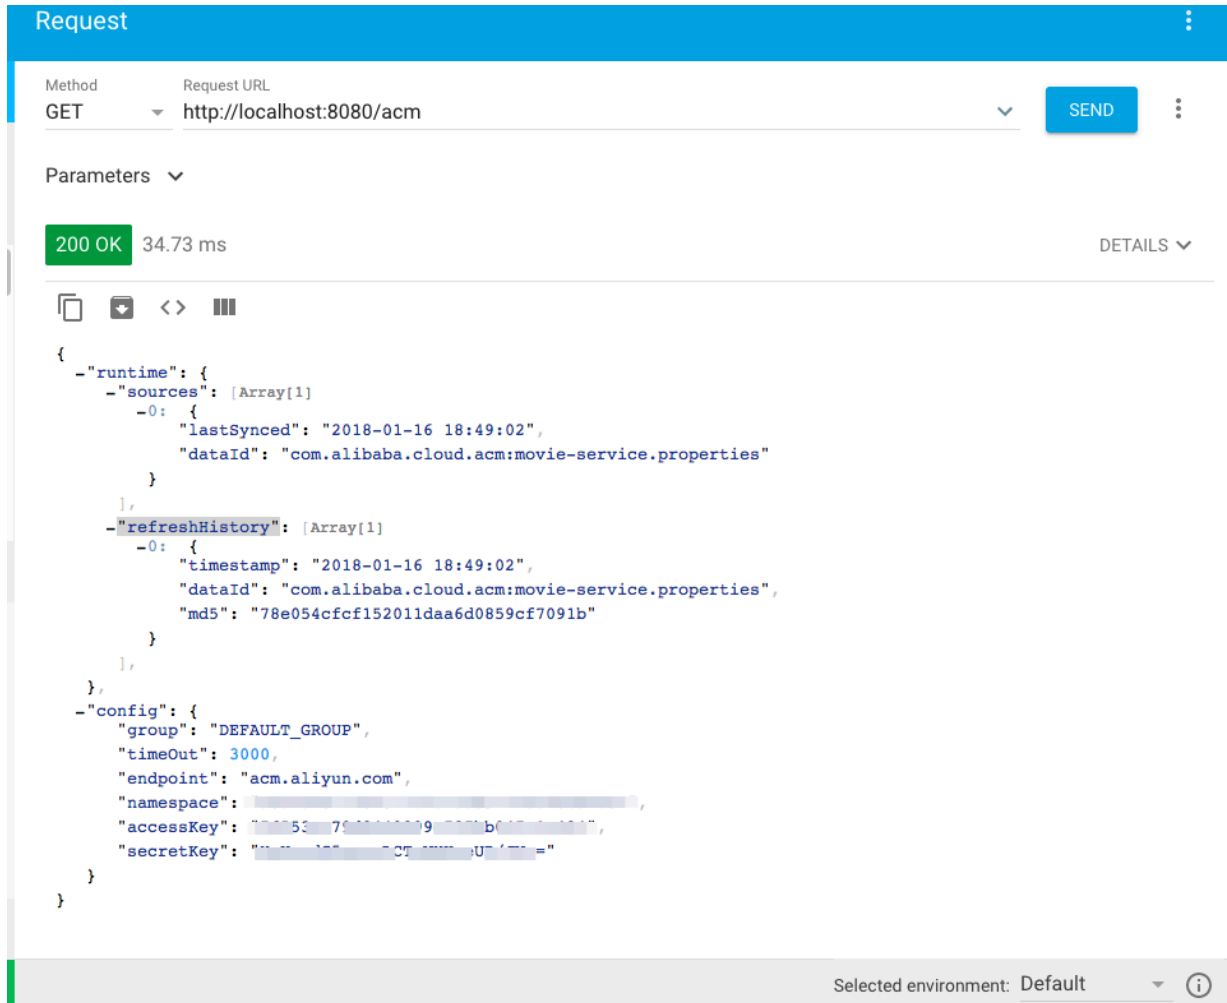 Request
Method Request URL
GET http://localhost:8080/acm
SEND
Parameters
200 OK 34.73 ms
DETAILS
{
-"runtime": {
-"sources": [Array[1]
-0: {
"lastSynced": "2018-01-16 18:49:02",
"dataId": "com.alibaba.cloud.acm:movie-service.properties"
}
],
-"refreshHistory": [Array[1]
-0: {
"timestamp": "2018-01-16 18:49:02",
"dataId": "com.alibaba.cloud.acm:movie-service.properties",
"md5": "78e054cfcf152011daa6d0859cf7091b"
}
],
},
-"config": {
"group": "DEFAULT_GROUP",
"timeOut": 3000,
"endpoint": "acm.aliyun.com",
"namespace":
"accessKey":
"secretKey":
}
}
Selected environment: Default